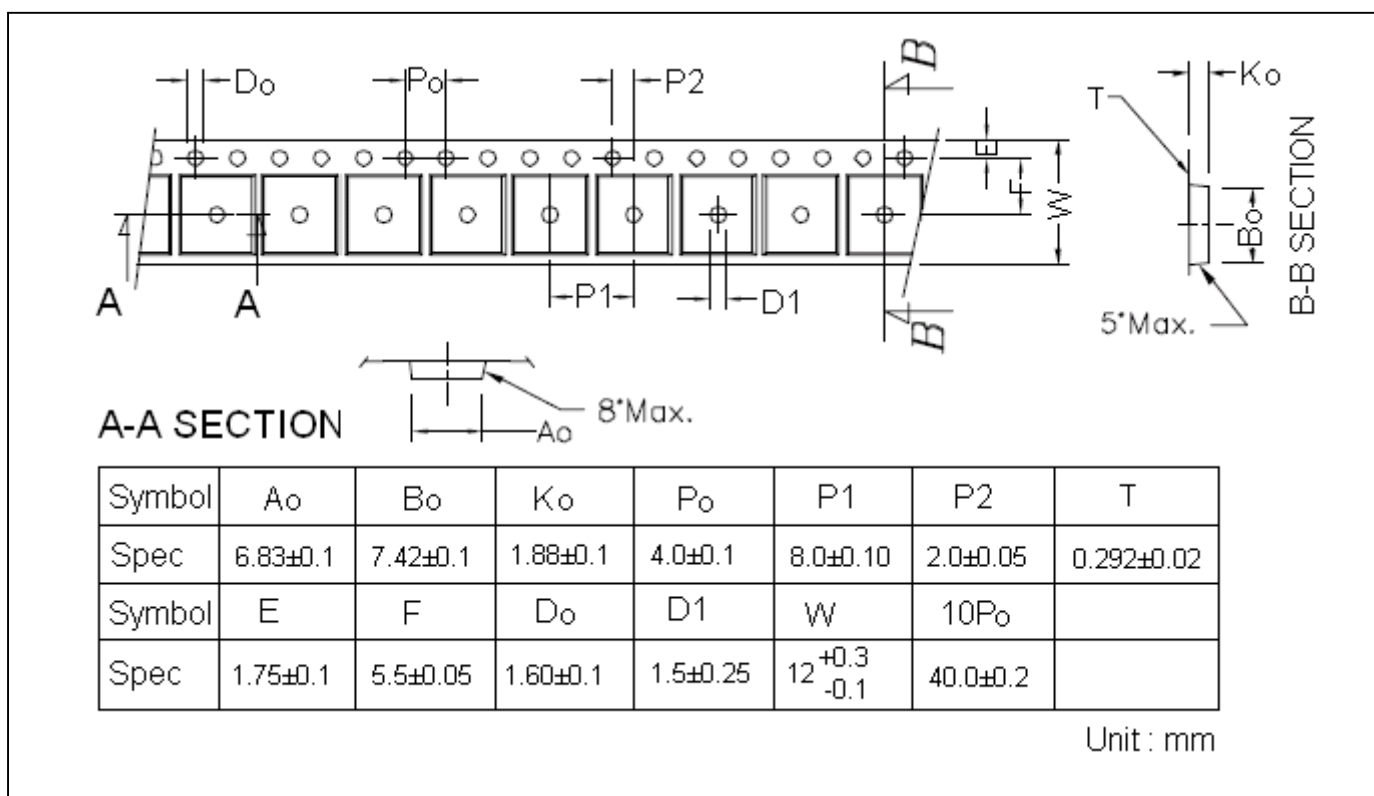 Do
Po
P2
B
T
Ko
E
F
W
Bo
B-B SECTION
A
A
P1
D1
B
5°Max.
8°Max.
A-A SECTION
Ao
Symbol Ao Bo Ko Po P1 P2 T
Spec 6.83±0.1 7.42±0.1 1.88±0.1 4.0±0.1 8.0±0.10 2.0±0.05 0.292±0.02
Symbol E F Do D1 W 10Po
Spec 1.75±0.1 5.5±0.05 1.60±0.1 1.5±0.25 12 +0.3 -0.1 40.0±0.2
Unit : mm